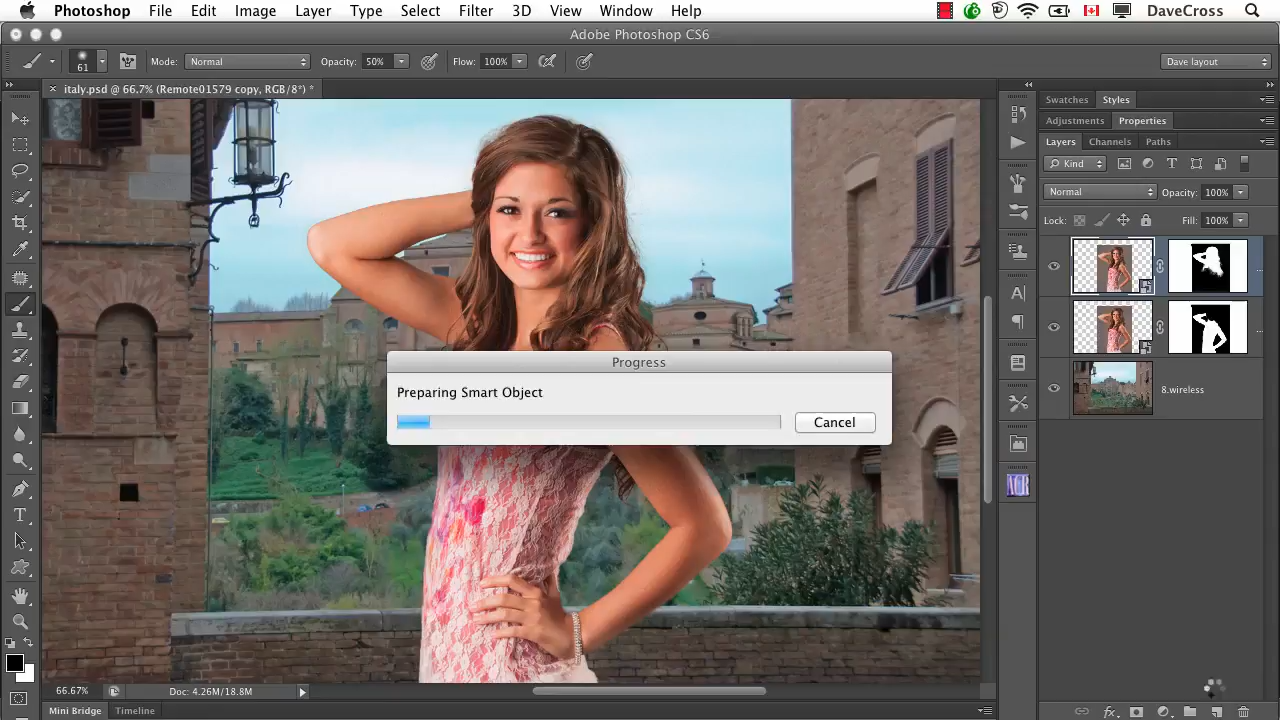 Photoshop File Edit Image Layer Type Select Filter 3D View Window Help DaveCross
Adobe Photoshop CS6
61 Mode: Normal Opacity: 50% Flow: 100% Dave layout
× italy.psd @ 66.7% (Remote01579 copy, RGB/8*) *
Swatches Styles
Adjustments Properties
Layers Channels Paths
Kind
Normal Opacity: 100%
Lock: Fill: 100%
8.wireless
Progress
Preparing Smart Object
Cancel
66.67% Doc: 4.26M/18.8M
Mini Bridge Timeline